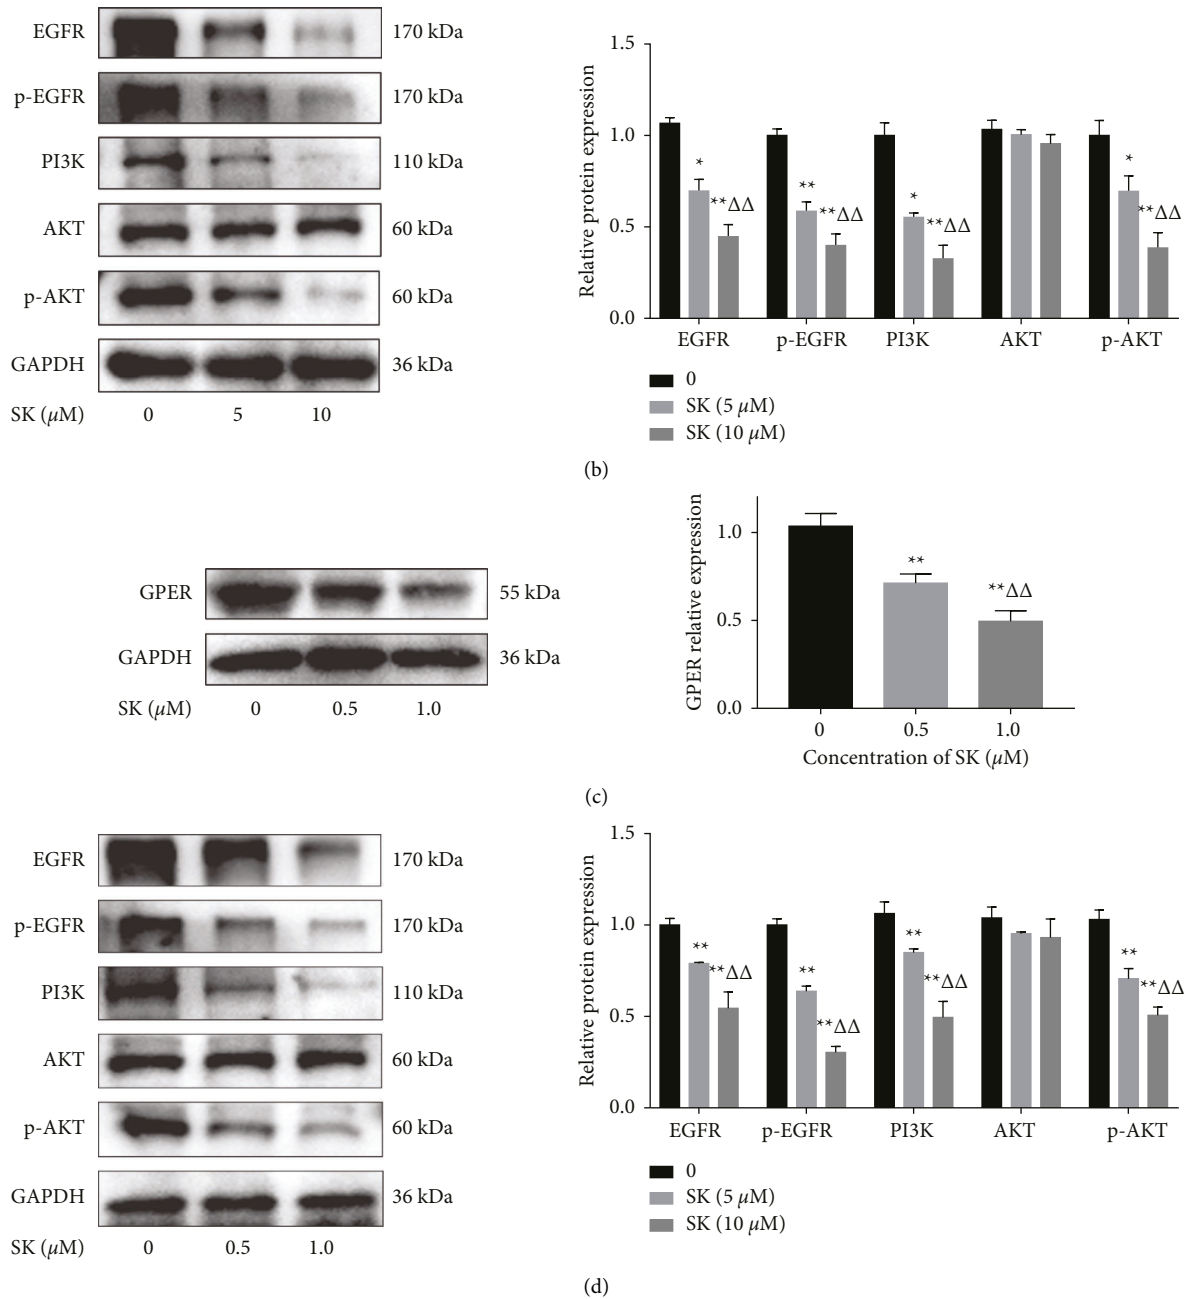 EGFR 170 kDa
p-EGFR 170 kDa
PI3K 110 kDa
AKT 60 kDa
p-AKT 60 kDa
GAPDH 36 kDa
SK (μM) 0 5 10
Relative protein expression
1.5
1.0
0.5
0.0
* **ΔΔ ** **ΔΔ * **ΔΔ * **ΔΔ
EGFR p-EGFR PI3K AKT p-AKT
0
SK (5 μM)
SK (10 μM)
(b)
GPER 55 kDa
GAPDH 36 kDa
SK (μM) 0 0.5 1.0
GPER relative expression
1.0
0.5
0.0
** **ΔΔ
0 0.5 1.0
Concentration of SK (μM)
(c)
EGFR 170 kDa
p-EGFR 170 kDa
PI3K 110 kDa
AKT 60 kDa
p-AKT 60 kDa
GAPDH 36 kDa
SK (μM) 0 0.5 1.0
Relative protein expression
1.5
1.0
0.5
0.0
** **ΔΔ ** **ΔΔ ** **ΔΔ ** **ΔΔ
EGFR p-EGFR PI3K AKT p-AKT
0
SK (5 μM)
SK (10 μM)
(d)